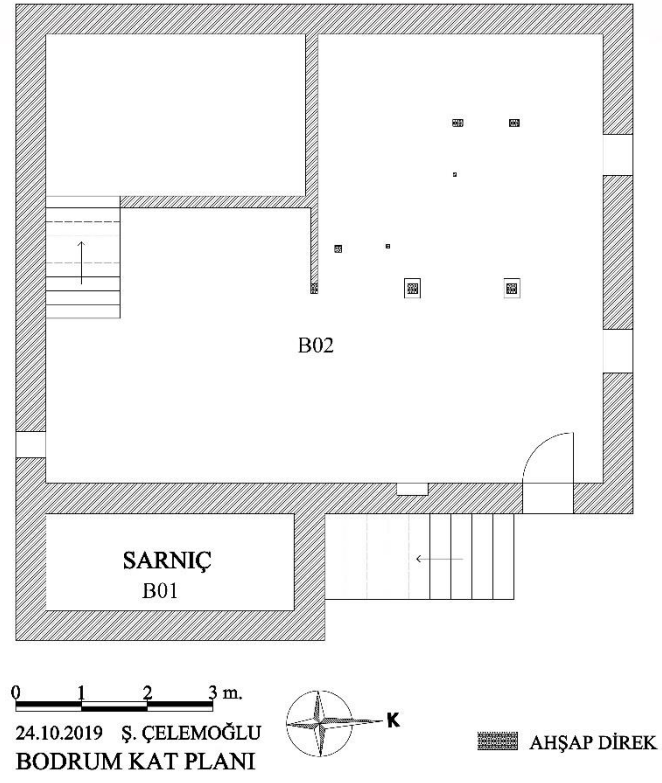 B02
SARNIÇ
B01
0 1 2 3 m.
24.10.2019 Ş. ÇELEMOĞLU
BODRUM KAT PLANI
K
AHŞAP DİREK